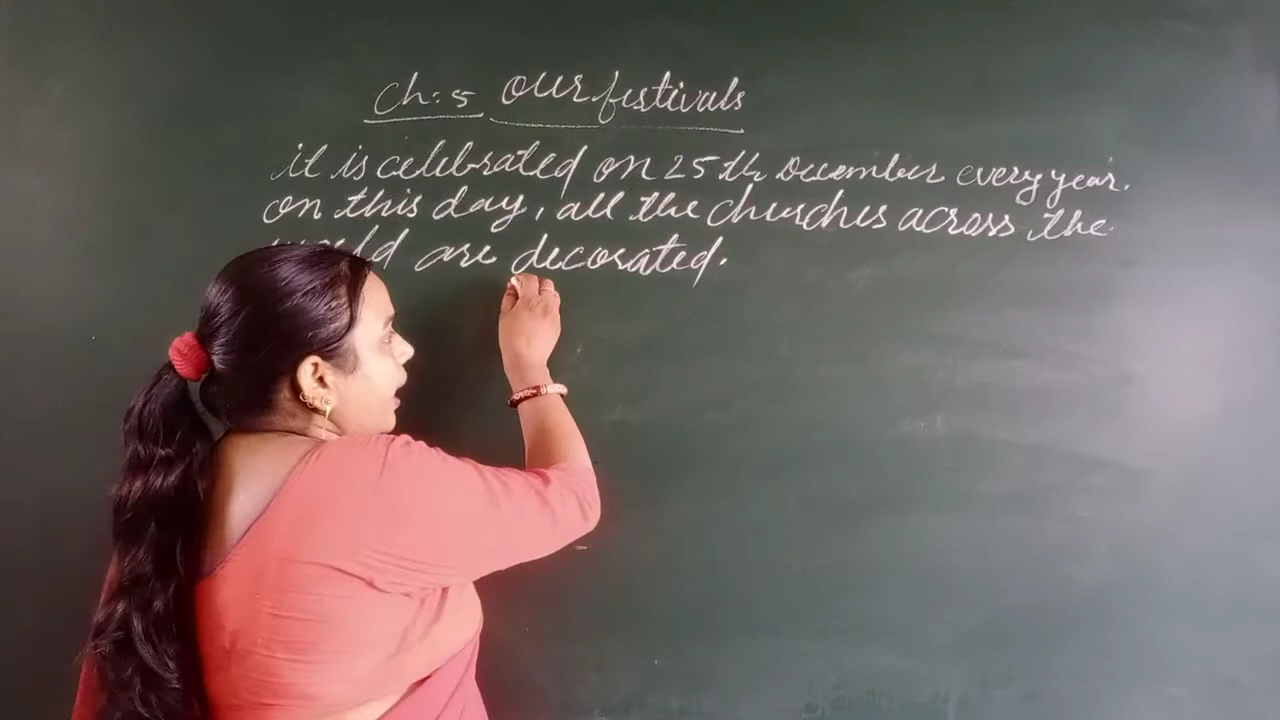 Ch:5 Our festivals
it is celebrated on 25th December every year.
on this day, all the churches across the
world are decorated.